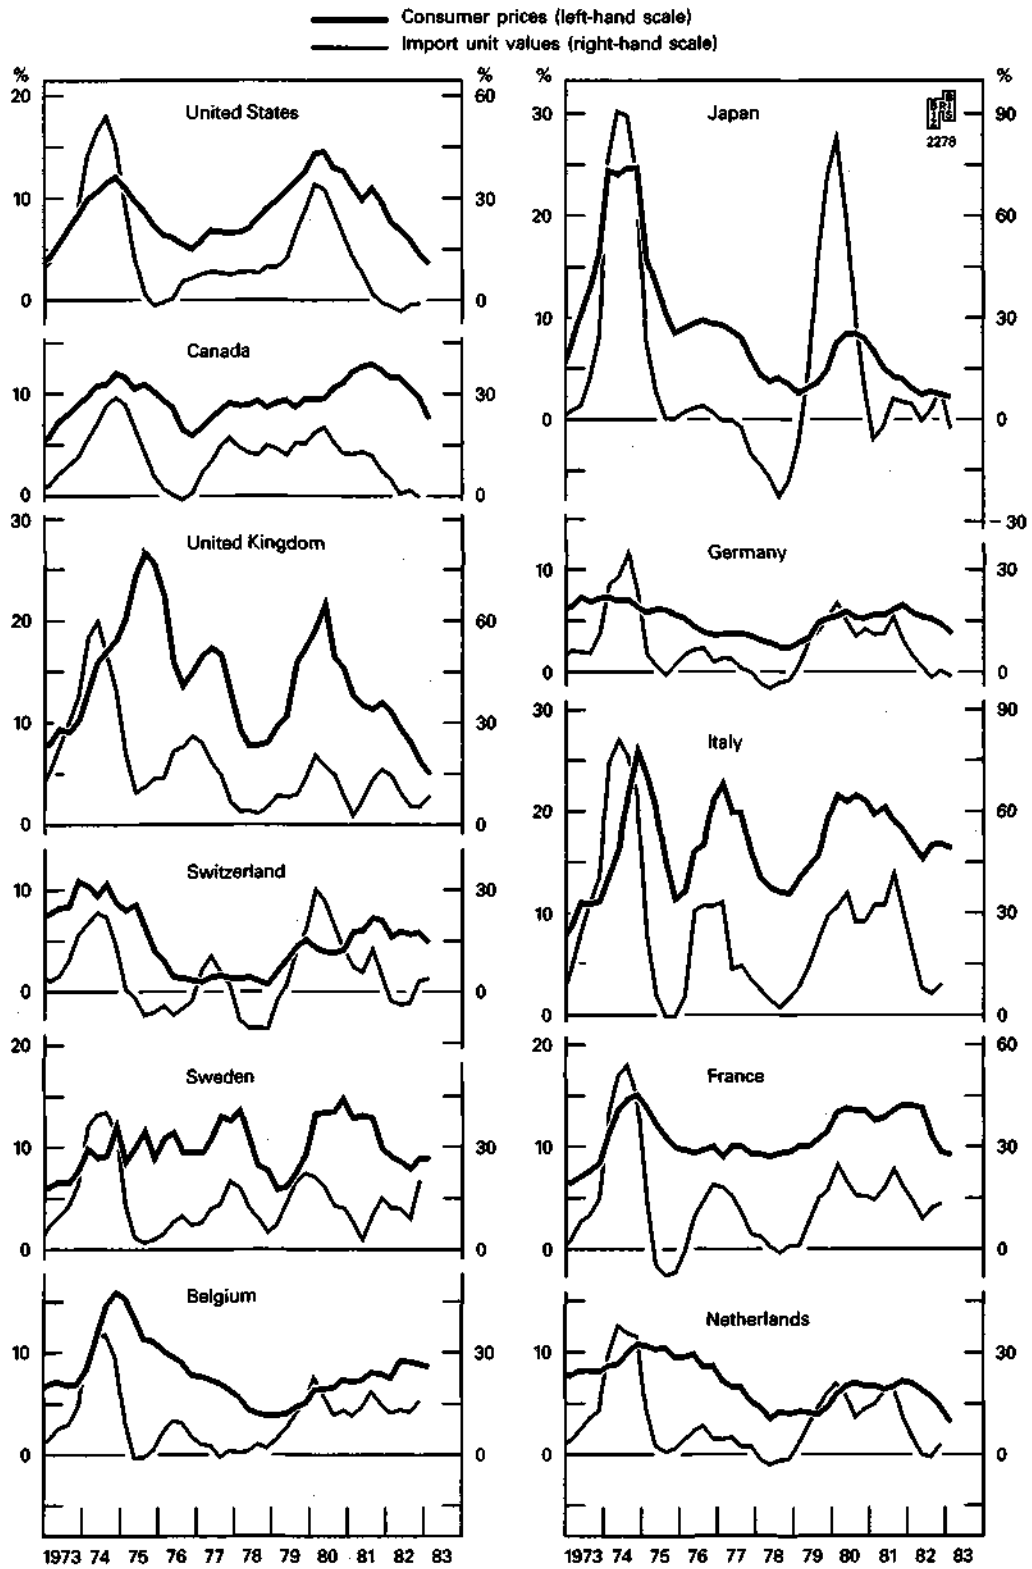 Consumer prices (left-hand scale)
Import unit values (right-hand scale)
% % % %
20 60 30 90
United States Japan
2278
10 30 20 60
0 0 10 30
Canada
10 30 0 0
0 0 -30
30
United Kingdom Germany
10 30
20 60
0 0
10 30 30 90
Italy
0 0 20 60
Switzerland
10 30 10 30
0 0 0 0
20 20 60
Sweden France
10 30 10 30
0 0 0 0
Belgium Netherlands
10 30 10 30
0 0 0 0
1973 74 75 76 77 78 79 80 81 82 83 1973 74 75 76 77 78 79 80 81 82 83